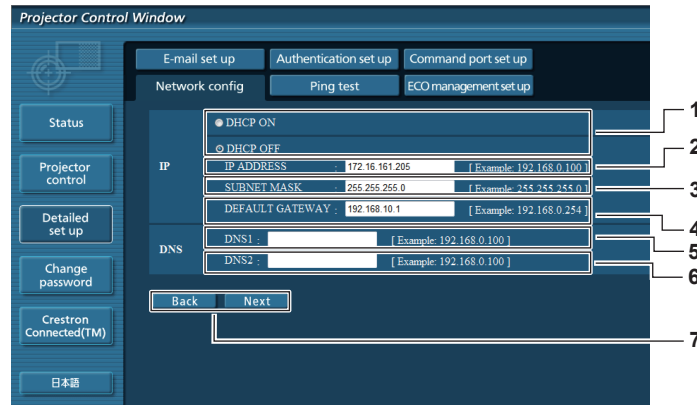 Projector Control Window
E-mail set up
Authentication set up
Command port set up
Network config
Ping test
ECO management set up
Status
Projector
control
Detailed
set up
Change
password
Crestron
Connected(TM)
日本語
IP
DHCP ON
DHCP OFF
IP ADDRESS : 172.16.161.205 [ Example: 192.168.0.100 ]
SUBNET MASK : 255.255.255.0 [ Example: 255.255.255.0 ]
DEFAULT GATEWAY : 192.168.10.1 [ Example: 192.168.0.254 ]
DNS
DNS1 : [ Example: 192.168.0.100 ]
DNS2 : [ Example: 192.168.0.100 ]
Back
Next
1
2
3
4
5
6
7